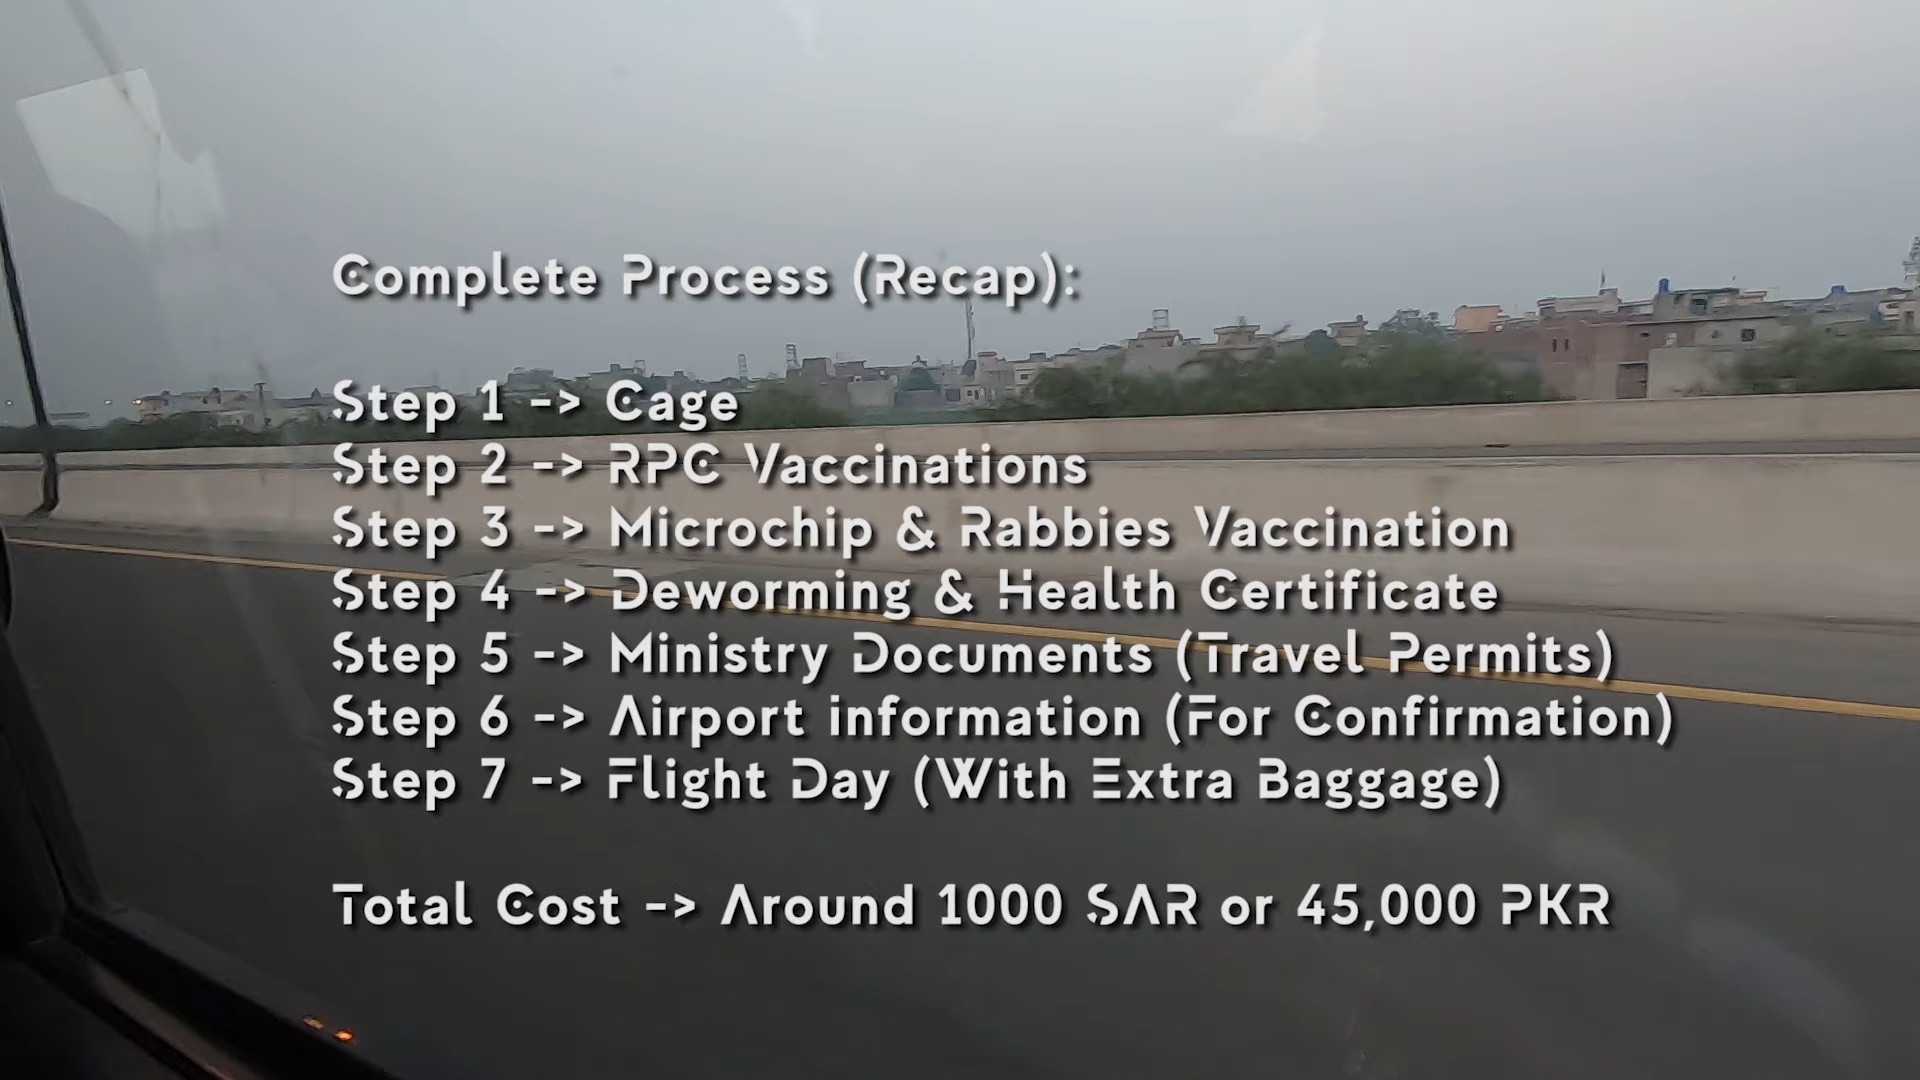 Complete Process (Recap):
Step 1 -> Cage
Step 2 -> RPC Vaccinations
Step 3 -> Microchip & Rabbies Vaccination
Step 4 -> Deworming & Health Certificate
Step 5 -> Ministry Documents (Travel Permits)
Step 6 -> Airport information (For Confirmation)
Step 7 -> Flight Day (With Extra Baggage)
Total Cost -> Around 1000 SAR or 45,000 PKR